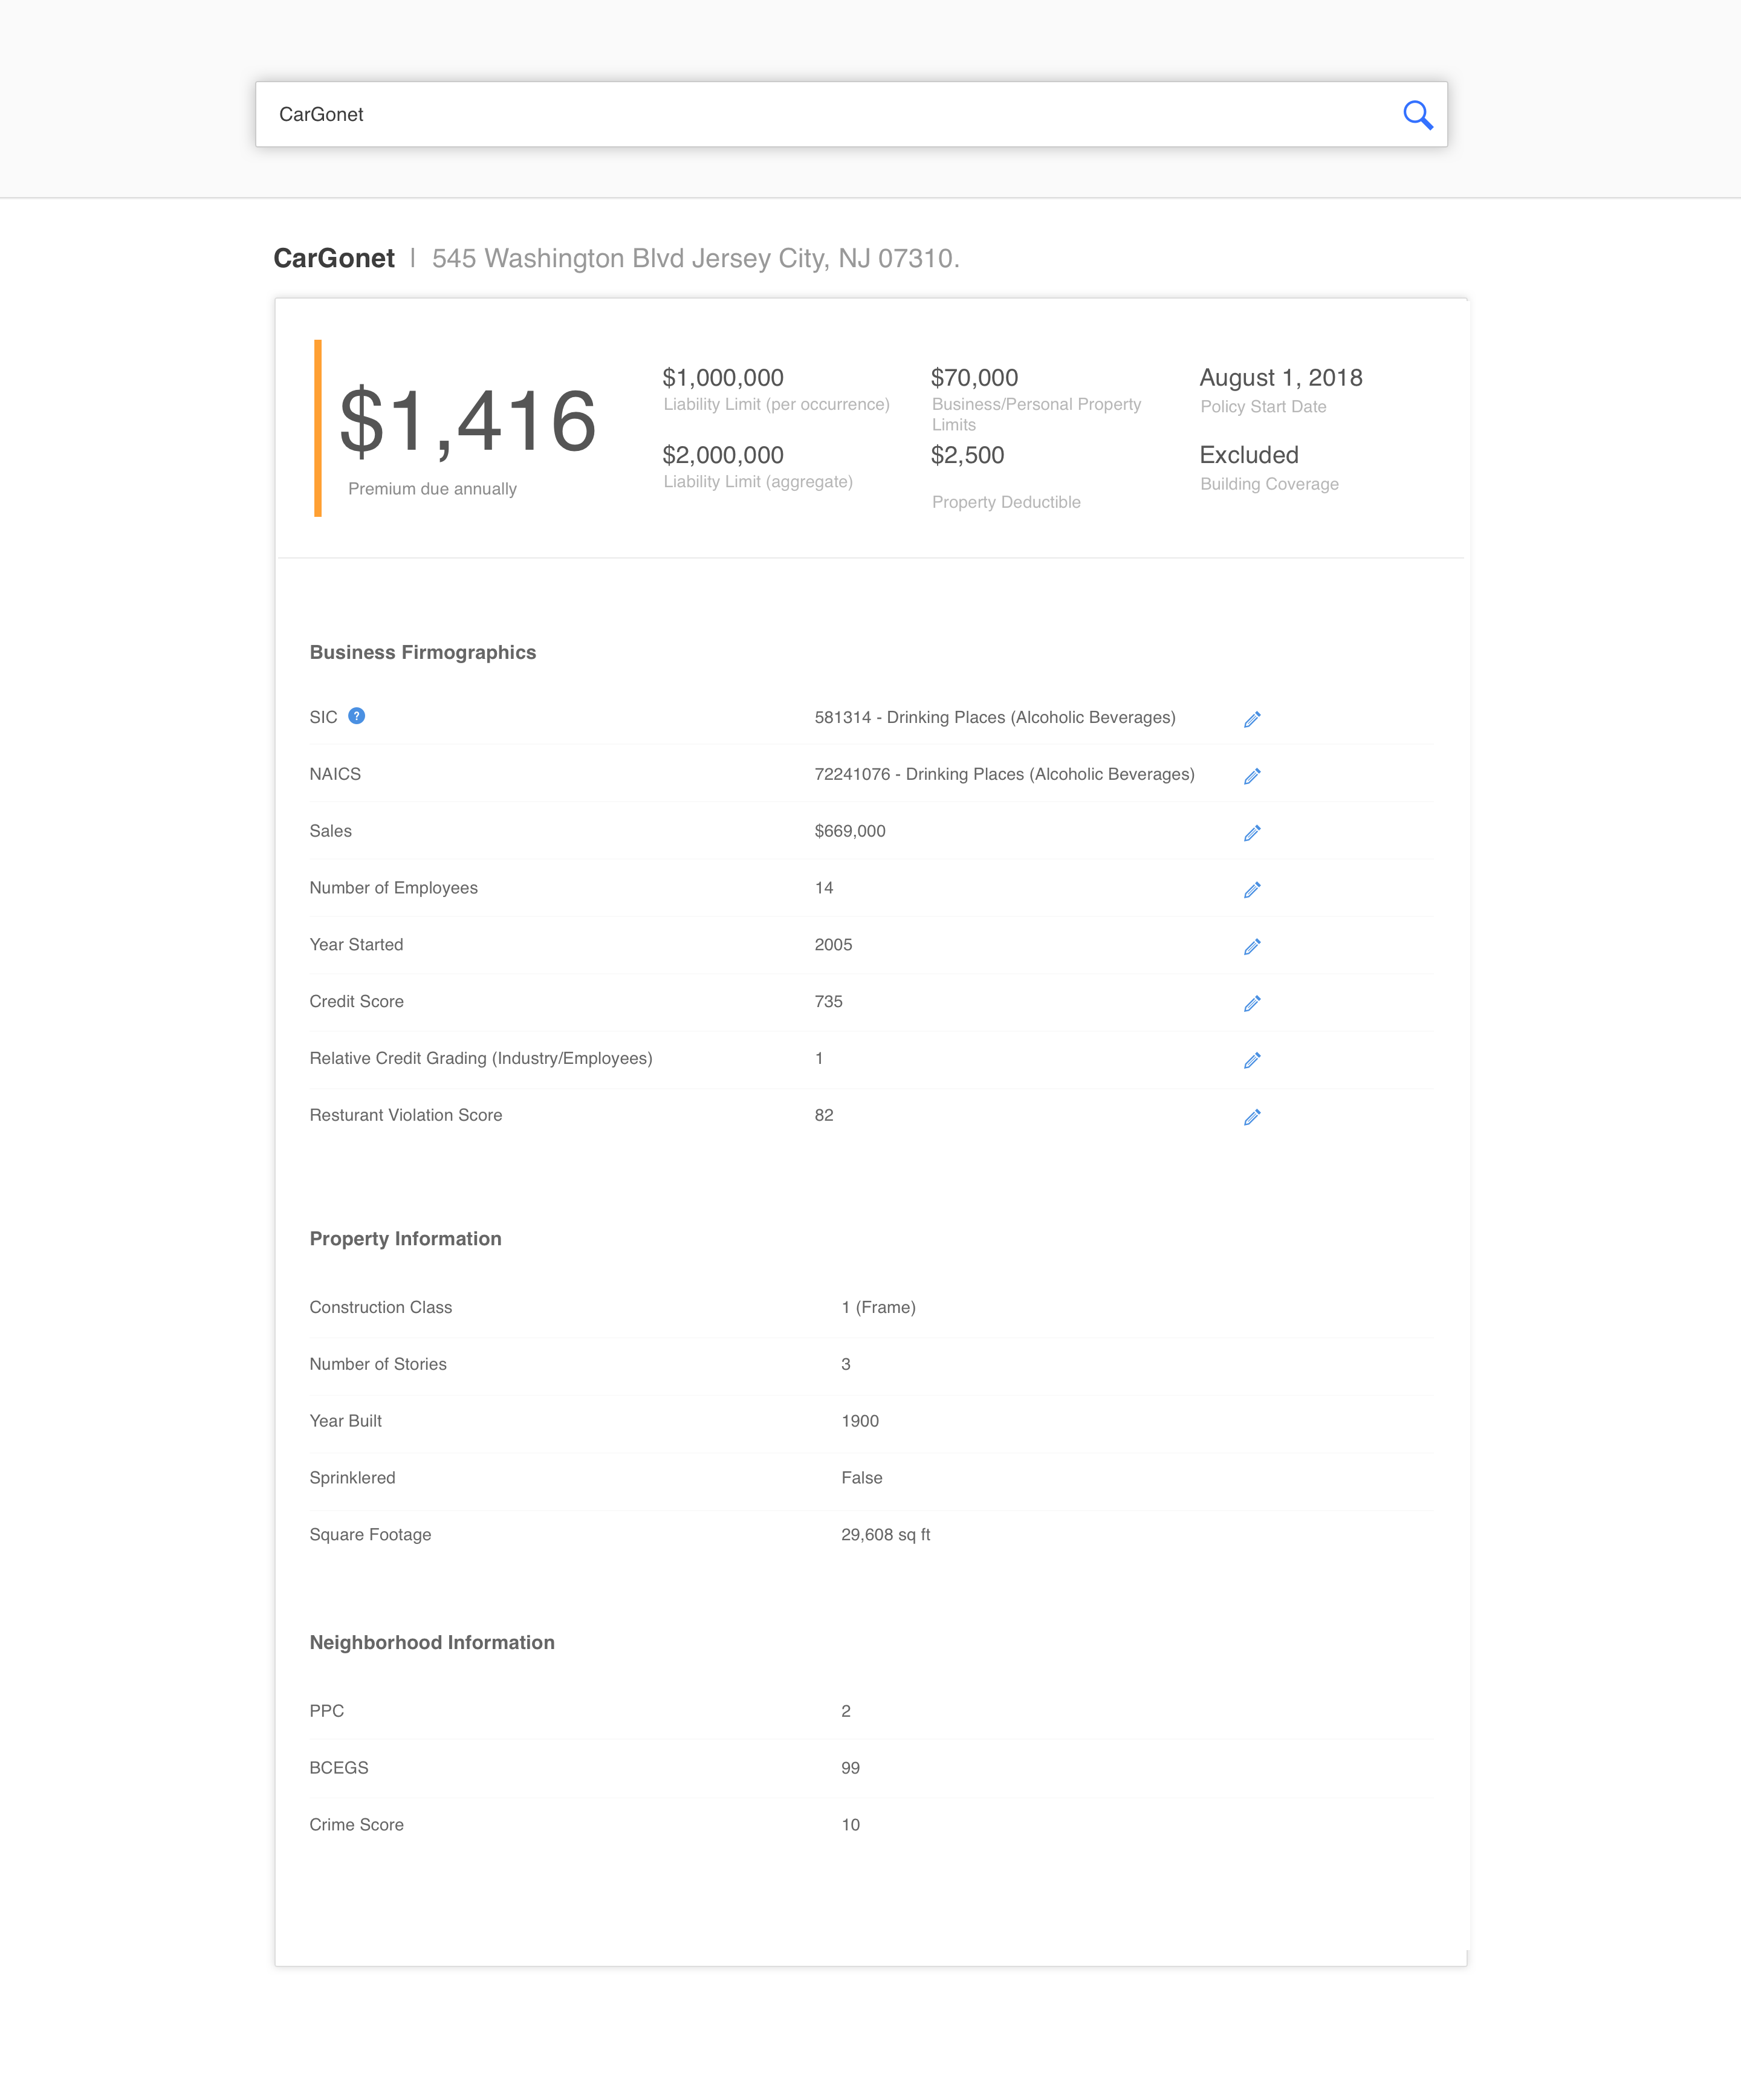 CarGonet
CarGonet | 545 Washington Blvd Jersey City, NJ 07310.
$1,416
Premium due annually
$1,000,000
Liability Limit (per occurrence)
$2,000,000
Liability Limit (aggregate)
$70,000
Business/Personal Property
Limits
$2,500
Property Deductible
August 1, 2018
Policy Start Date
Excluded
Building Coverage
Business Firmographics
SIC ? 581314 - Drinking Places (Alcoholic Beverages)
NAICS 72241076 - Drinking Places (Alcoholic Beverages)
Sales $669,000
Number of Employees 14
Year Started 2005
Credit Score 735
Relative Credit Grading (Industry/Employees) 1
Resturant Violation Score 82
Property Information
Construction Class 1 (Frame)
Number of Stories 3
Year Built 1900
Sprinklered False
Square Footage 29,608 sq ft
Neighborhood Information
PPC 2
BCEGS 99
Crime Score 10